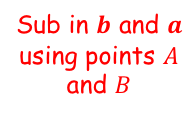 Sub in b and a
using points A
and B